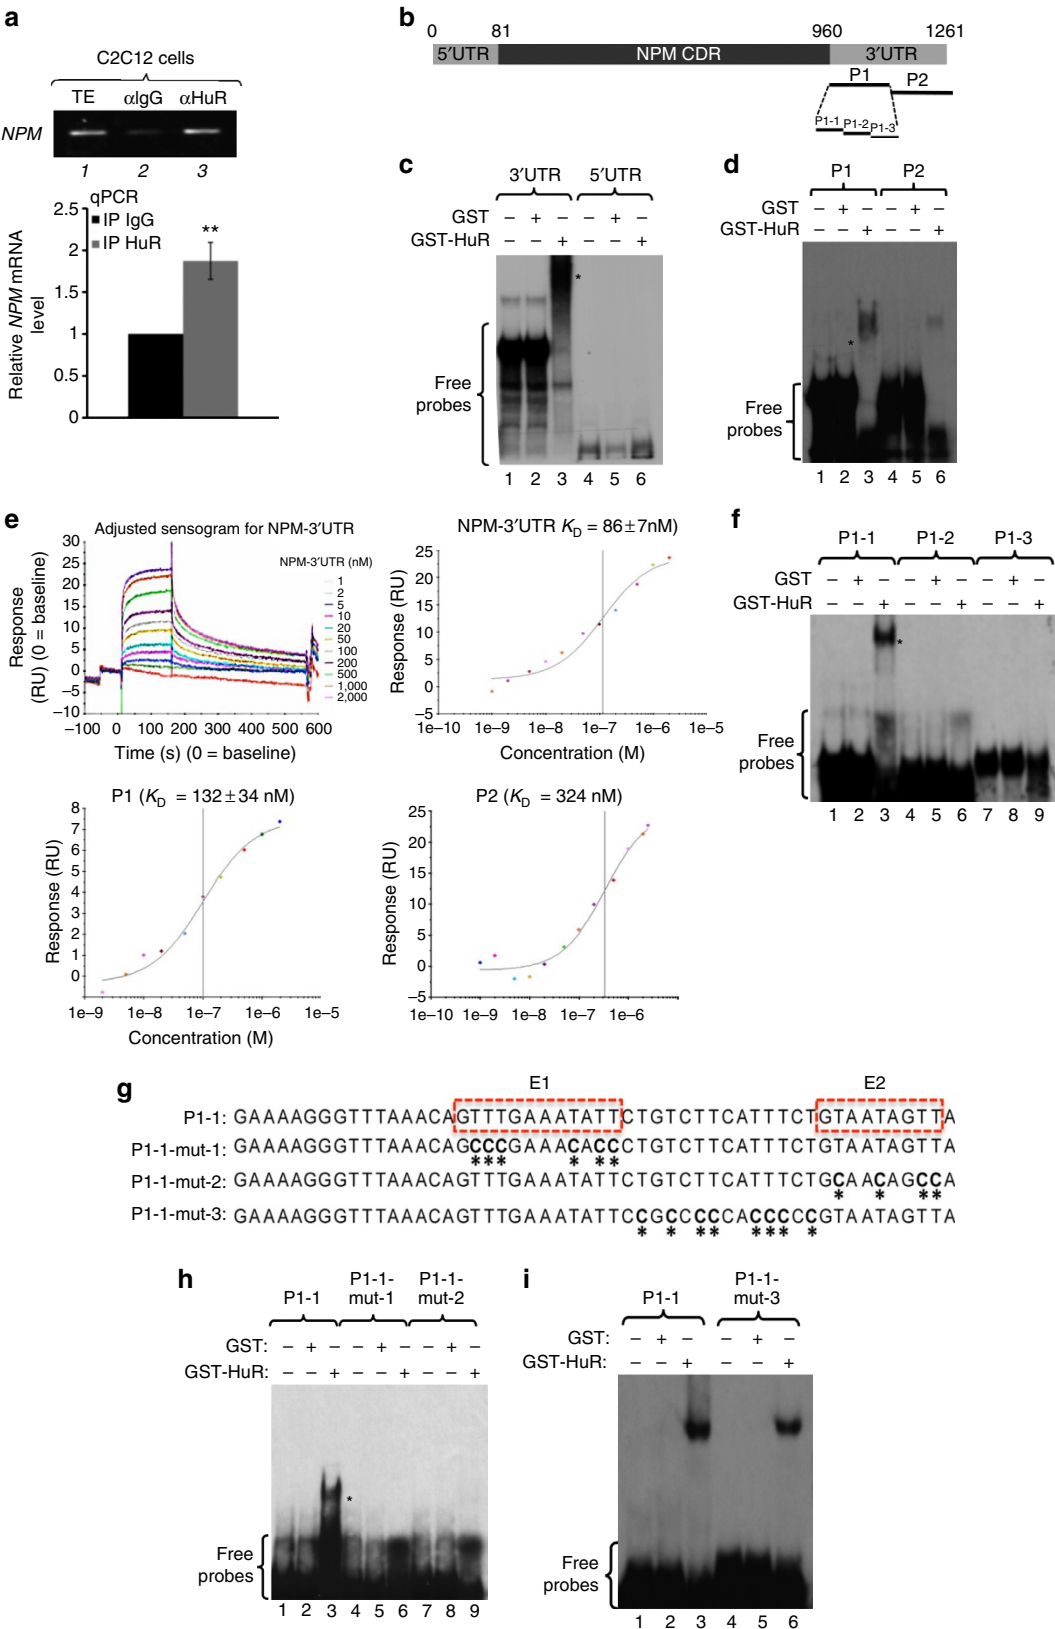 a
C2C12 cells
TE αIgG αHuR
NPM
1 2 3
qPCR
IP IgG
IP HuR
**
Relative NPM mRNA level
2.5
2
1.5
1
0.5
0
b
0 81 960 1261
5′UTR NPM CDR 3′UTR
P1 P2
P1-1 P1-2 P1-3
c
3′UTR 5′UTR
GST – + – – + –
GST-HuR – – + – – +
*
Free probes
1 2 3 4 5 6
d
P1 P2
GST – + – – + –
GST-HuR – – + – – +
*
Free probes
1 2 3 4 5 6
e
Adjusted sensogram for NPM-3′UTR
Response (RU) (0 = baseline)
30
25
20
15
10
5
0
−5
−10
−100 0 100 200 300 400 500 600
Time (s) (0 = baseline)
NPM-3′UTR (nM)
1
2
5
10
20
50
100
200
500
1,000
2,000
NPM-3′UTR KD = 86±7nM)
Response (RU)
25
20
15
10
5
0
−5
1e–10 1e–9 1e–8 1e–7 1e–6 1e–5
Concentration (M)
P1 (KD = 132±34 nM)
Response (RU)
8
7
6
5
4
3
2
1
0
1e–9 1e–8 1e–7 1e–6 1e–5
Concentration (M)
P2 (KD = 324 nM)
Response (RU)
25
20
15
10
5
0
−5
1e–10 1e–9 1e–8 1e–7 1e–6
f
P1-1 P1-2 P1-3
GST – + – – + – – + –
GST-HuR – – + – – + – – +
*
Free probes
1 2 3 4 5 6 7 8 9
g
E1 E2
P1-1: GAAAAGGGTTTAAACAGTTTGAAATATTCTGTCTTCATTTCTGTAATAGTTA
P1-1-mut-1: GAAAAGGGTTTAAACAGCCCGAAACACCCTGTCTTCATTTCTGTAATAGTTA
*** * **
P1-1-mut-2: GAAAAGGGTTTAAACAGTTTGAAATATTCTGTCTTCATTTCTGCAACAGCCA
* * **
P1-1-mut-3: GAAAAGGGTTTAAACAGTTTGAAATATTCCGCCCCCACCCCCGTAATAGTTA
* * ** *** *
h
P1-1 P1-1-mut-1 P1-1-mut-2
GST: – + – – + – – + –
GST-HuR: – – + – – + – – +
*
Free probes
1 2 3 4 5 6 7 8 9
i
P1-1 P1-1-mut-3
GST: – + – – + –
GST-HuR: – – + – – +
Free probes
1 2 3 4 5 6